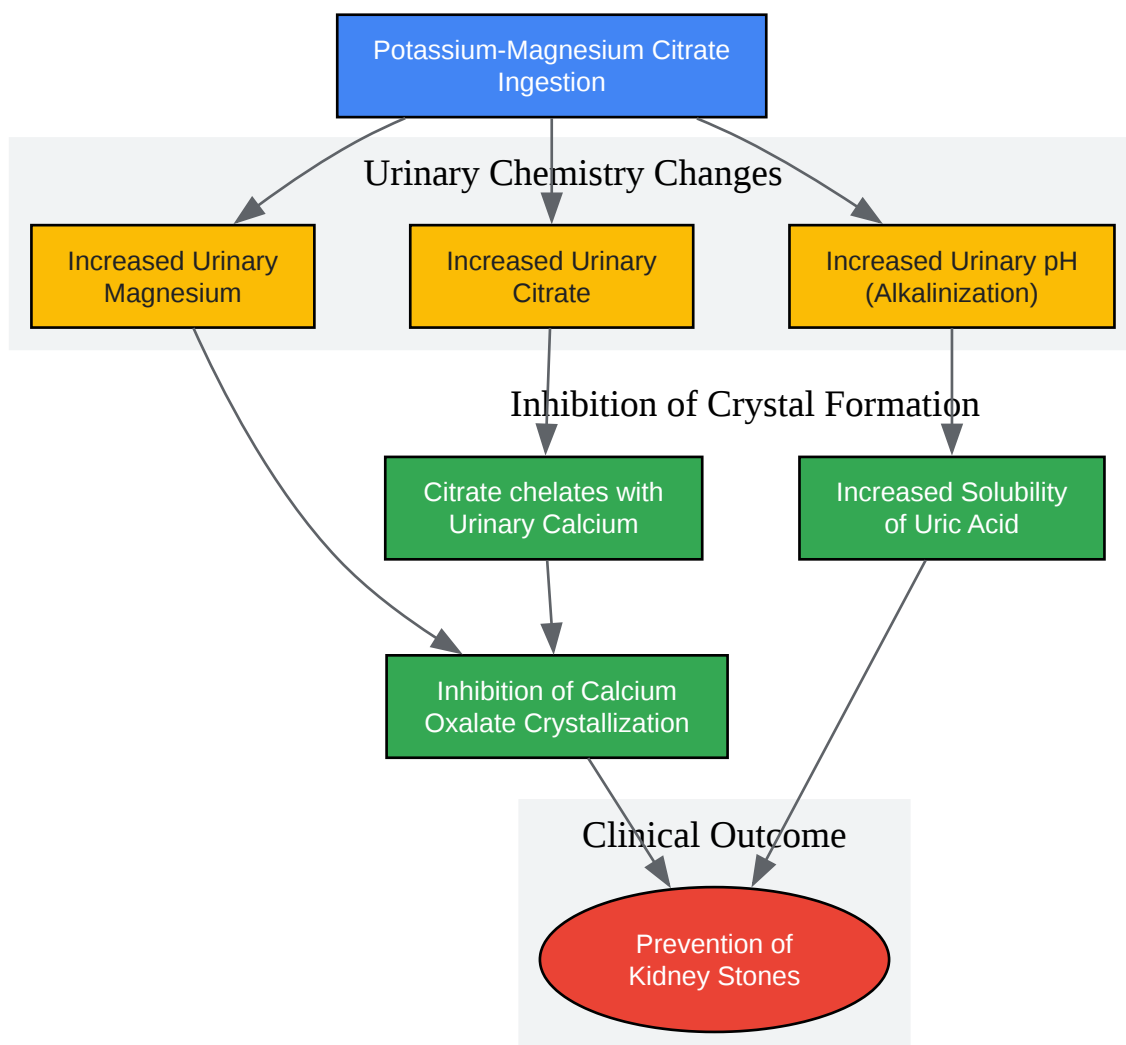 Potassium-Magnesium Citrate
Ingestion
Urinary Chemistry Changes
Increased Urinary
Magnesium
Increased Urinary
Citrate
Increased Urinary pH
(Alkalinization)
Inhibition of Crystal Formation
Citrate chelates with
Urinary Calcium
Increased Solubility
of Uric Acid
Inhibition of Calcium
Oxalate Crystallization
Clinical Outcome
Prevention of
Kidney Stones